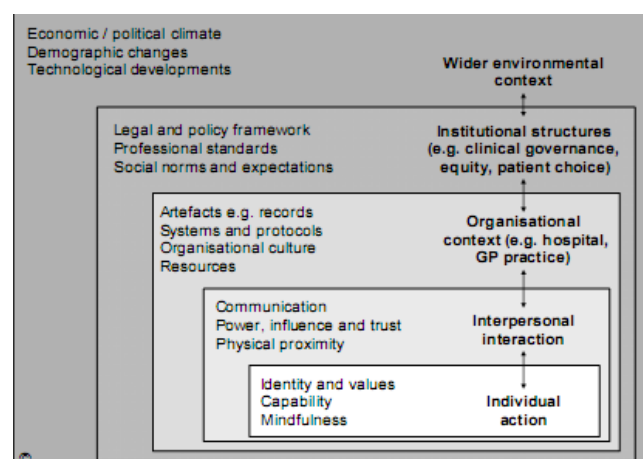 Economic / political climate
Demographic changes
Technological developments
Wider environmental
context
Legal and policy framework
Professional standards
Social norms and expectations
Institutional structures
(e.g. clinical governance,
equity, patient choice)
Artefacts e.g. records
Systems and protocols
Organisational culture
Resources
Organisational
context (e.g. hospital,
GP practice)
Communication
Power, influence and trust
Physical proximity
Interpersonal
interaction
Identity and values
Capability
Mindfulness
Individual
action